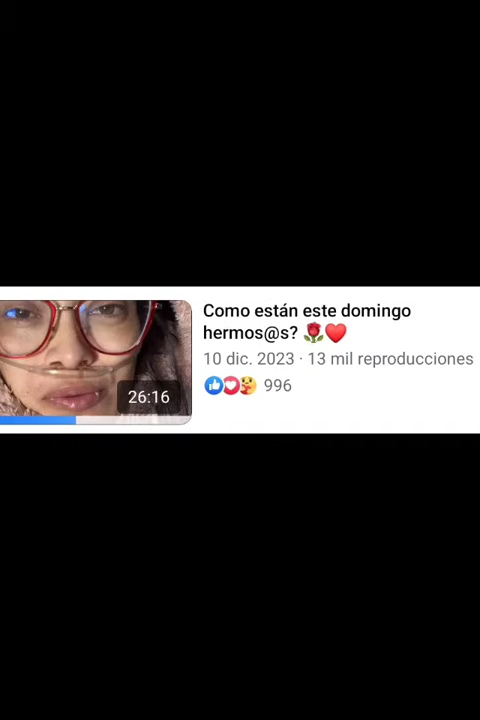 Como están este domingo
hermos@s? 🌹♥️
10 dic. 2023 · 13 mil reproducciones
26:16
996